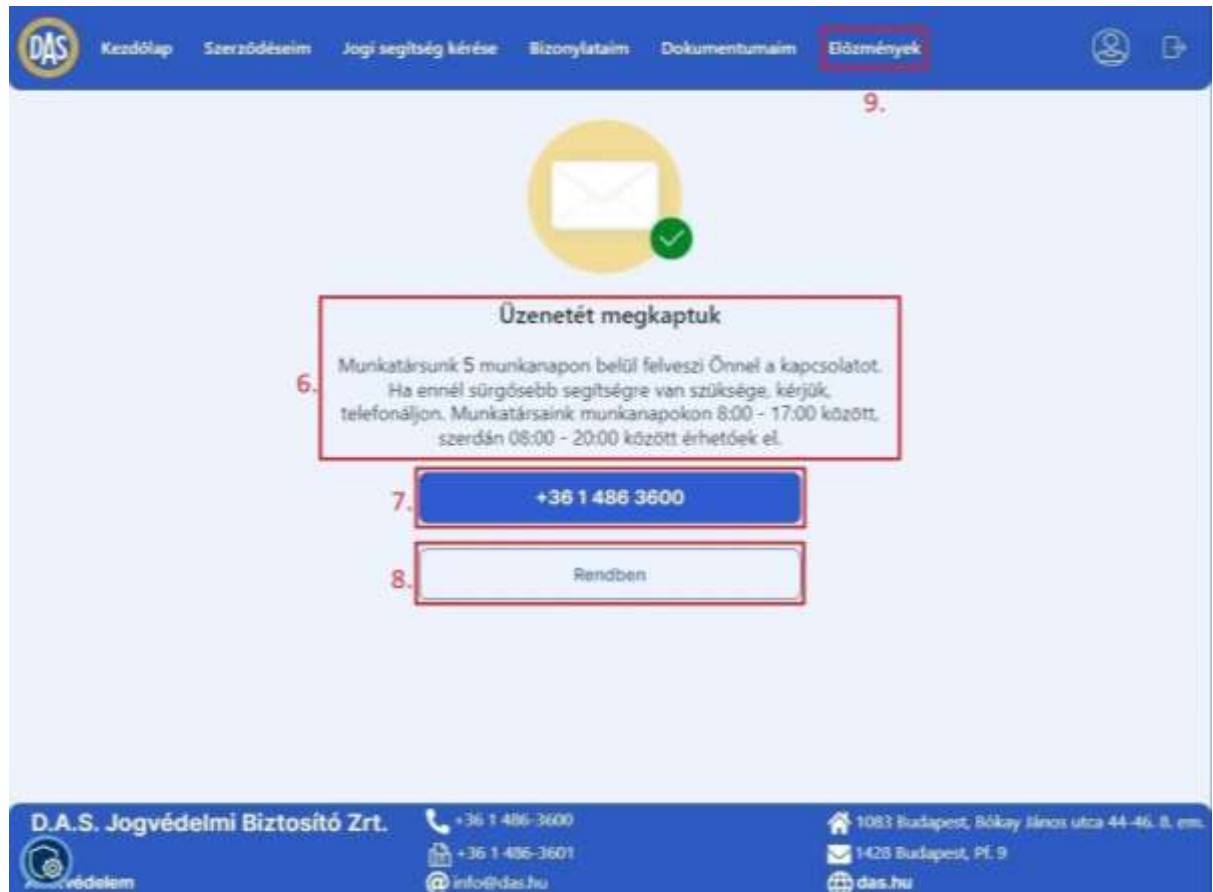 DAS Kezdőlap Szerződéseim Jogi segítség kérése Bizonylataim Dokumentumaim Előzmények
9.
Üzenetét megkaptuk
6.
Munkatársunk 5 munkanapon belül felveszi Önnel a kapcsolatot.
Ha ennél sürgősebb segítségre van szüksége, kérjük,
telefonáljon. Munkatársaink munkanapokon 8:00 - 17:00 között,
szerdán 08:00 - 20:00 között érhetőek el.
7. +36 1 486 3600
8. Rendben
D.A.S. Jogvédelmi Biztosító Zrt. +36 1 486-3600 1083 Budapest, Bókay János utca 44-46. 8. em.
+36 1 486-3601 1428 Budapest, Pf. 9
info@das.hu das.hu